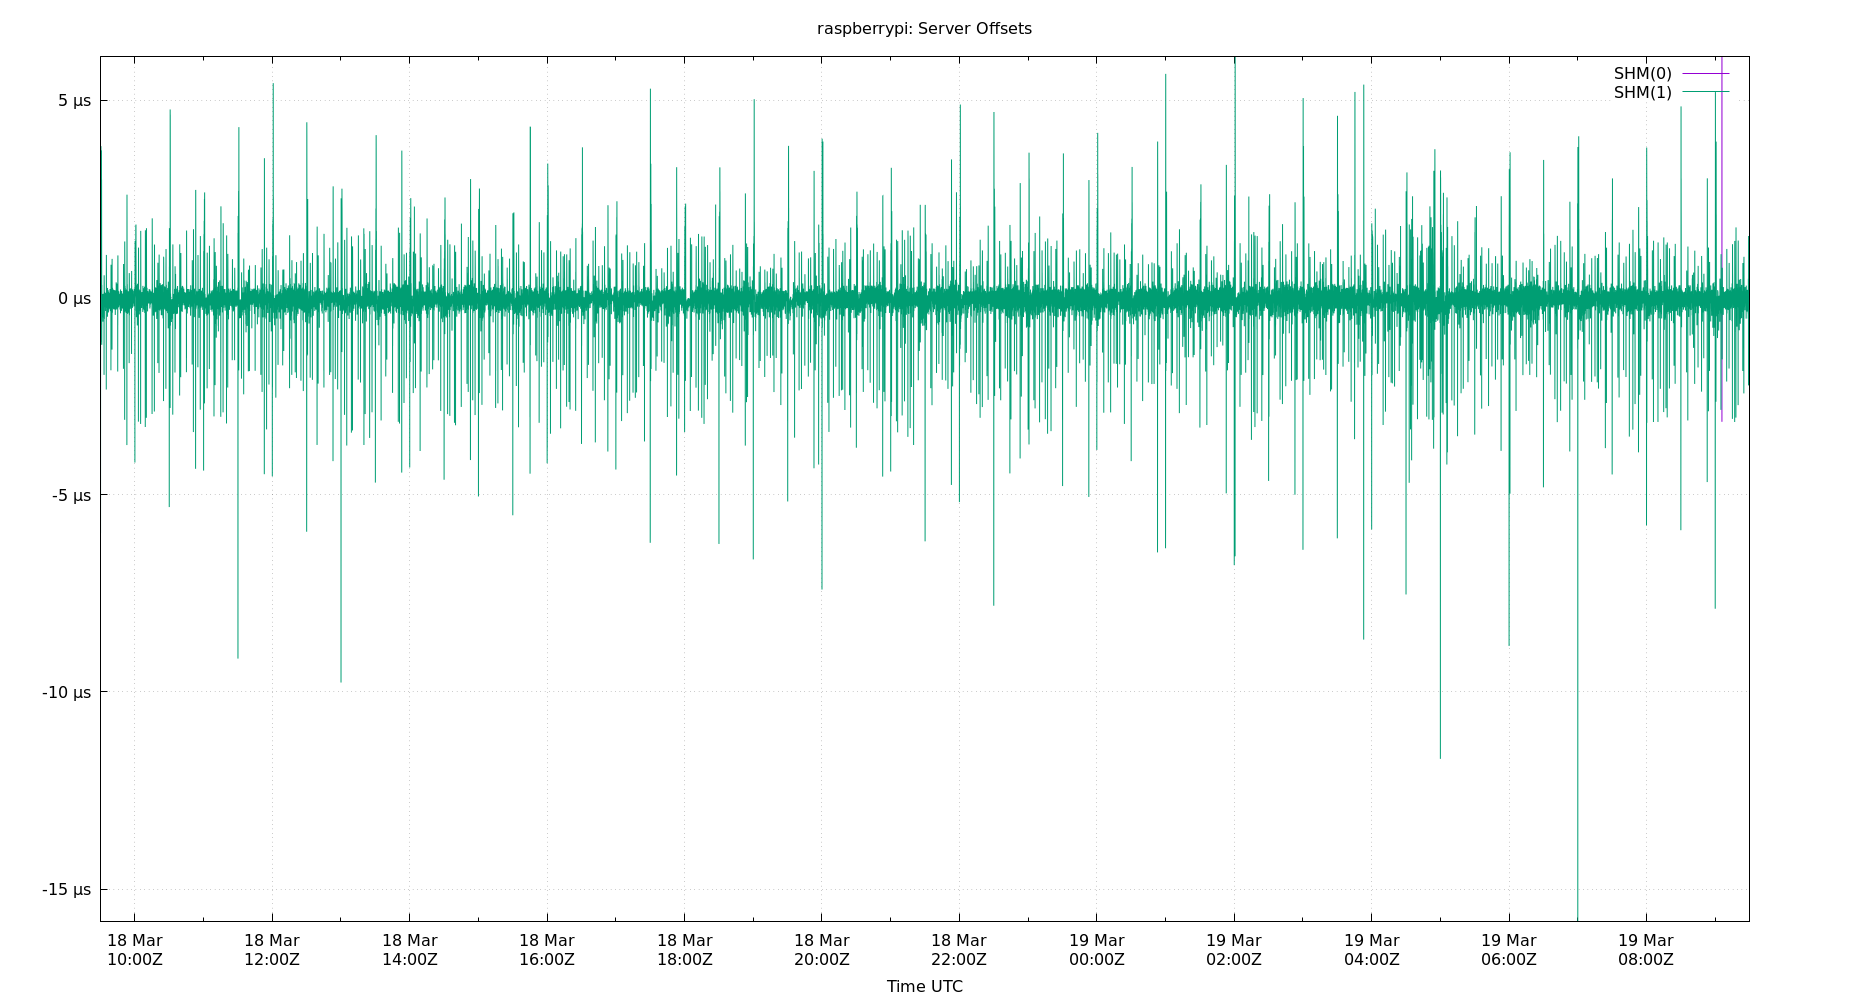 raspberrypi: Server Offsets
SHM(0)
SHM(1)
5 µs
0 µs
-5 µs
-10 µs
-15 µs
18 Mar 18 Mar 18 Mar 18 Mar 18 Mar 18 Mar 18 Mar 19 Mar 19 Mar 19 Mar 19 Mar 19 Mar
10:00Z 12:00Z 14:00Z 16:00Z 18:00Z 20:00Z 22:00Z 00:00Z 02:00Z 04:00Z 06:00Z 08:00Z
Time UTC